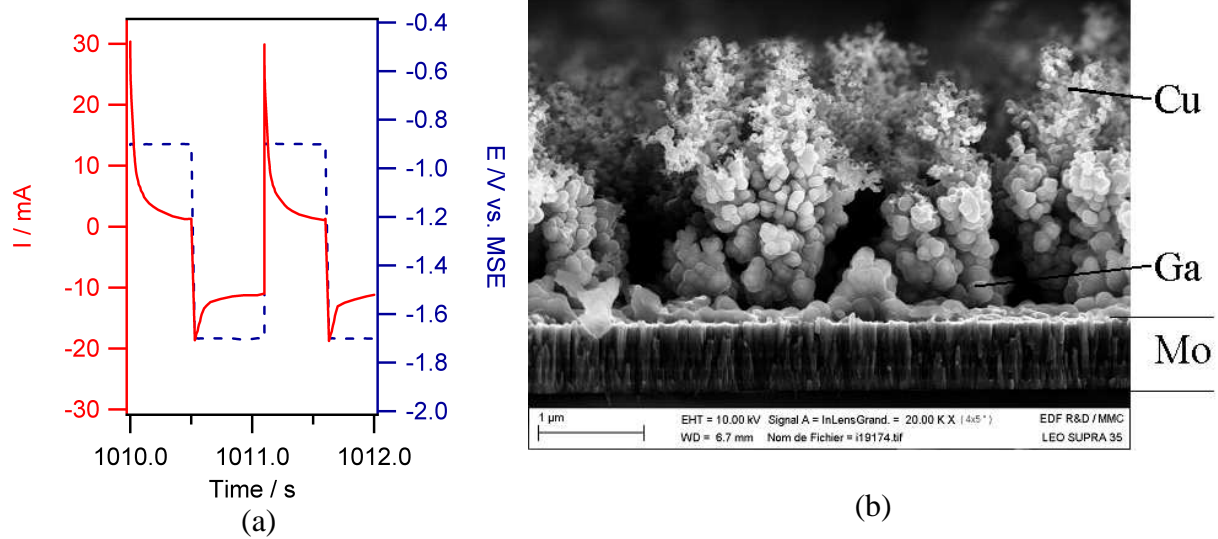 I / mA
30
20
10
0
-10
-20
-30
-0.4
-0.6
-0.8
-1.0
-1.2
-1.4
-1.6
-1.8
-2.0
E /V vs. MSE
1010.0 1011.0 1012.0
Time / s
(a)
Cu
Ga
Mo
1 µm
EHT = 10.00 kV Signal A = InLens Grand. = 20.00 K X (4x5")
EDF R&D / MMC
WD = 6.7 mm Nom de Fichier = i19174.tif
LEO SUPRA 35
(b)